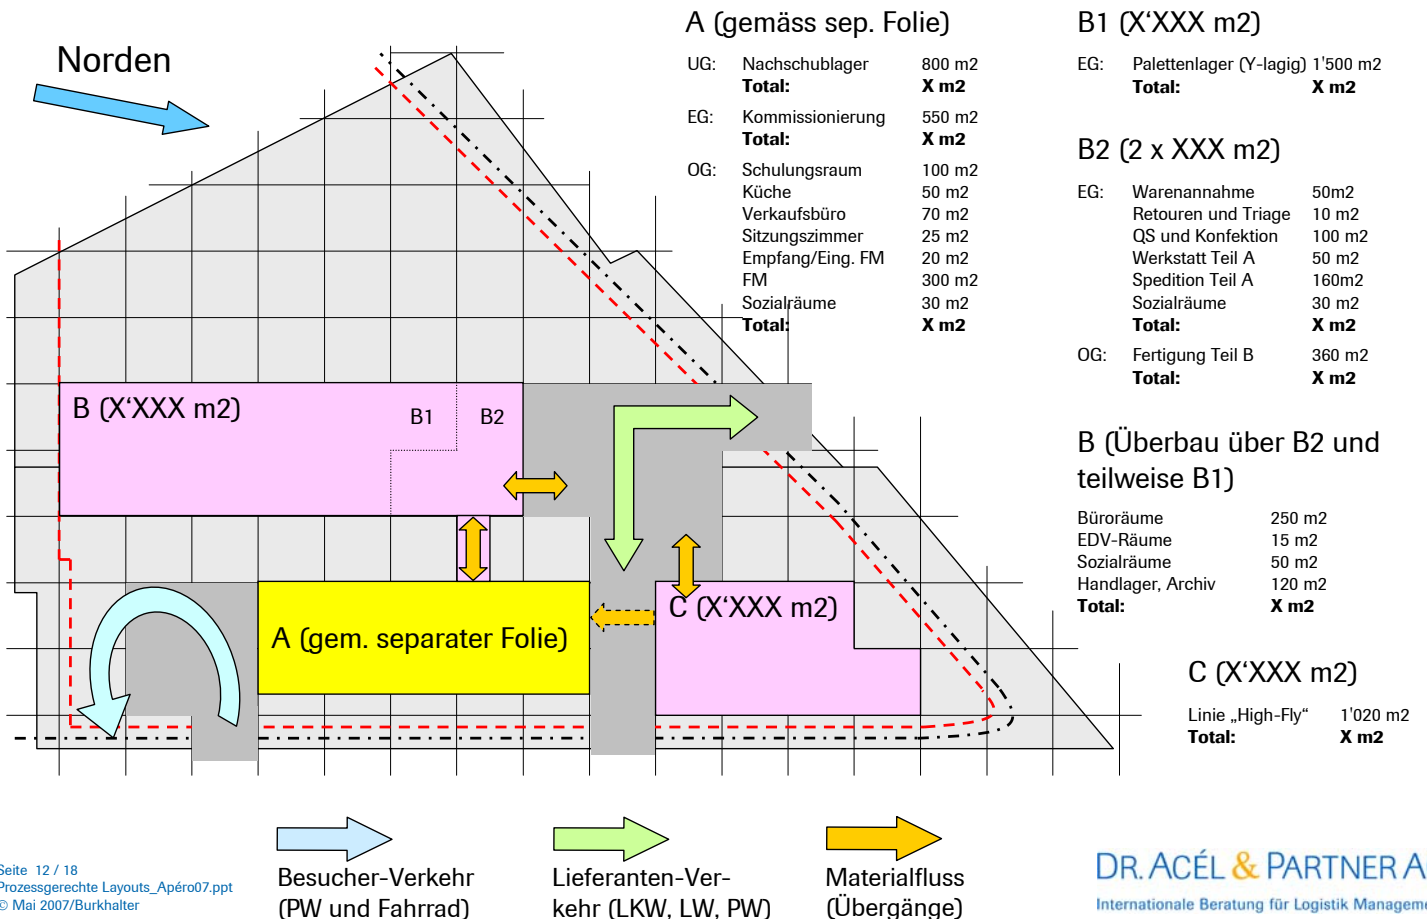 Norden
A (gemäss sep. Folie)
UG: Nachschublager 800 m2
Total: X m2
EG: Kommissionierung 550 m2
Total: X m2
OG: Schulungsraum 100 m2
Küche 50 m2
Verkaufsbüro 70 m2
Sitzungszimmer 25 m2
Empfang/Eing. FM 20 m2
FM 300 m2
Sozialräume 30 m2
Total: X m2
B1 (X'XXX m2)
EG: Palettenlager (Y-lagig) 1'500 m2
Total: X m2
B2 (2 x XXX m2)
EG: Warenannahme 50m2
Retouren und Triage 10 m2
QS und Konfektion 100 m2
Werkstatt Teil A 50 m2
Spedition Teil A 160m2
Sozialräume 30 m2
Total: X m2
OG: Fertigung Teil B 360 m2
Total: X m2
B (Überbau über B2 und
teilweise B1)
Büroräume 250 m2
EDV-Räume 15 m2
Sozialräume 50 m2
Handlager, Archiv 120 m2
Total: X m2
C (X'XXX m2)
Linie „High-Fly“ 1'020 m2
Total: X m2
B (X‘XXX m2)
B1
B2
A (gem. separater Folie)
C (X‘XXX m2)
Besucher-Verkehr
(PW und Fahrrad)
Lieferanten-Ver-
kehr (LKW, LW, PW)
Materialfluss
(Übergänge)
Seite 12 / 18
Prozessgerechte Layouts_Apéro07.ppt
© Mai 2007/Burkhalter
DR. ACÉL & PARTNER A
Internationale Beratung für Logistik Manageme